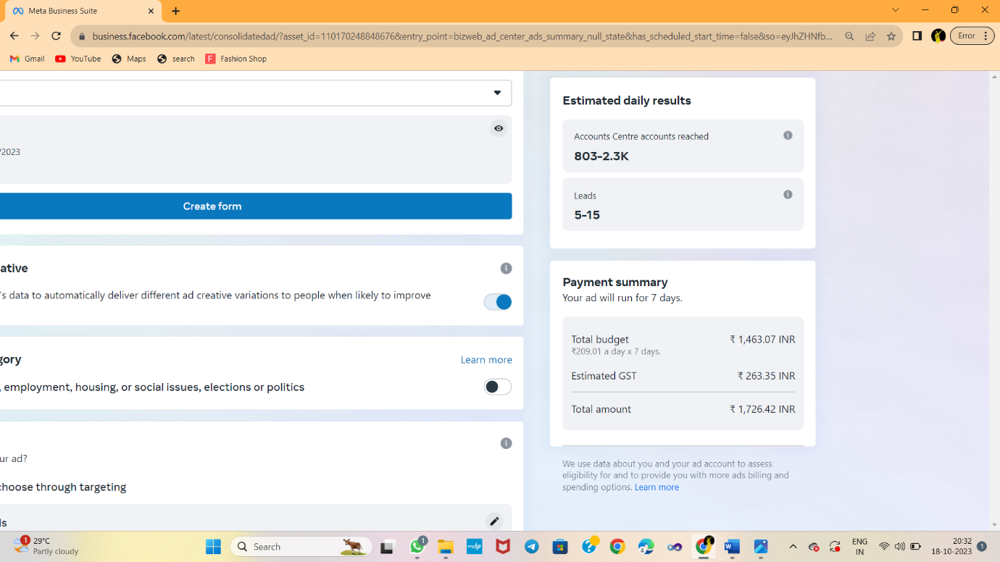 Meta Business Suite
business.facebook.com/latest/consolidatedad/?asset_id=110170248848676&entry_point=bizweb_ad_center_ads_summary_null_state&has_scheduled_start_time=false&so=eyJhZHNfb...
Error
Gmail
YouTube
Maps
search
F
Fashion Shop
/2023
Create form
ative
's data to automatically deliver different ad creative variations to people when likely to improve
gory
Learn more
, employment, housing, or social issues, elections or politics
ur ad?
choose through targeting
ls
Estimated daily results
Accounts Centre accounts reached
803-2.3K
Leads
5-15
Payment summary
Your ad will run for 7 days.
Total budget ₹ 1,463.07 INR
₹209.01 a day x 7 days.
Estimated GST ₹ 263.35 INR
Total amount ₹ 1,726.42 INR
We use data about you and your ad account to assess
eligibility for and to provide you with more ads billing and
spending options. Learn more
1
29°C
Partly cloudy
Search
1
myhp
W
ENG
IN
20:32
18-10-2023
1